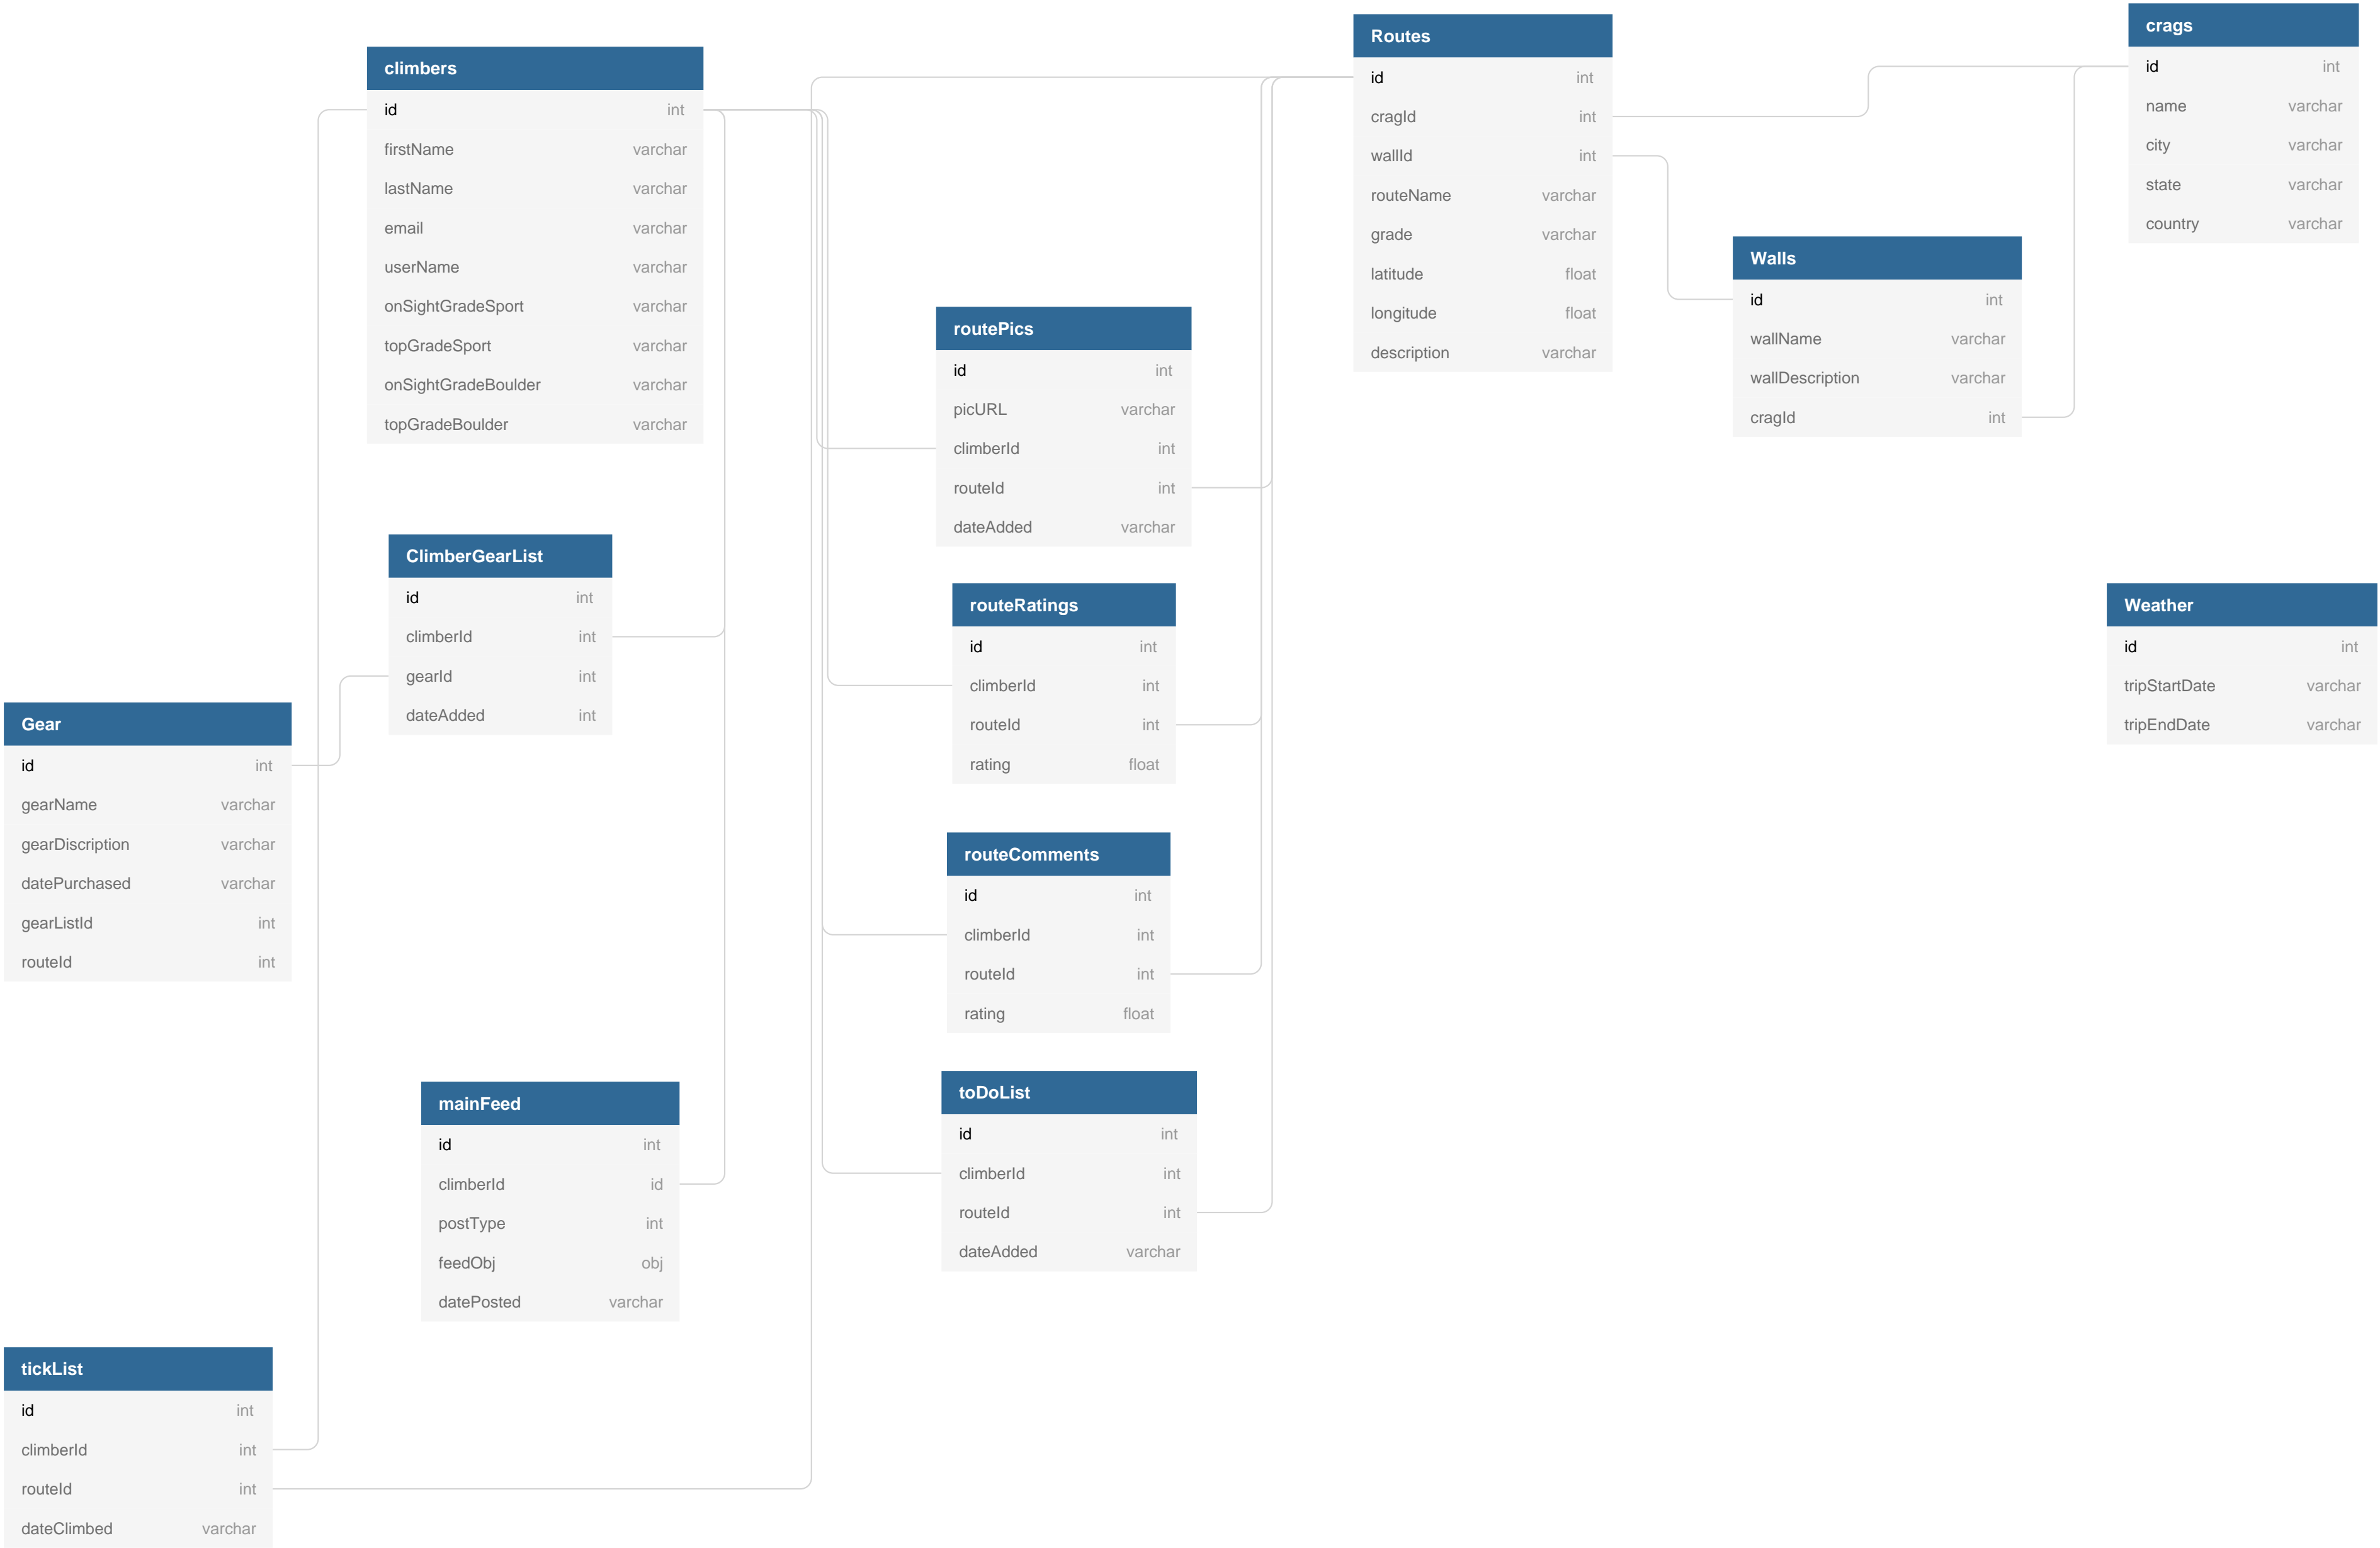 climbers
id int
firstName varchar
lastName varchar
email varchar
userName varchar
onSightGradeSport varchar
topGradeSport varchar
onSightGradeBoulder varchar
topGradeBoulder varchar
Routes
id int
cragId int
wallId int
routeName varchar
grade varchar
latitude float
longitude float
description varchar
crags
id int
name varchar
city varchar
state varchar
country varchar
Walls
id int
wallName varchar
wallDescription varchar
cragId int
routePics
id int
picURL varchar
climberId int
routeId int
dateAdded varchar
ClimberGearList
id int
climberId int
gearId int
dateAdded int
routeRatings
id int
climberId int
routeId int
rating float
Weather
id int
tripStartDate varchar
tripEndDate varchar
Gear
id int
gearName varchar
gearDiscription varchar
datePurchased varchar
gearListId int
routeId int
routeComments
id int
climberId int
routeId int
rating float
mainFeed
id int
climberId id
postType int
feedObj obj
datePosted varchar
toDoList
id int
climberId int
routeId int
dateAdded varchar
tickList
id int
climberId int
routeId int
dateClimbed varchar